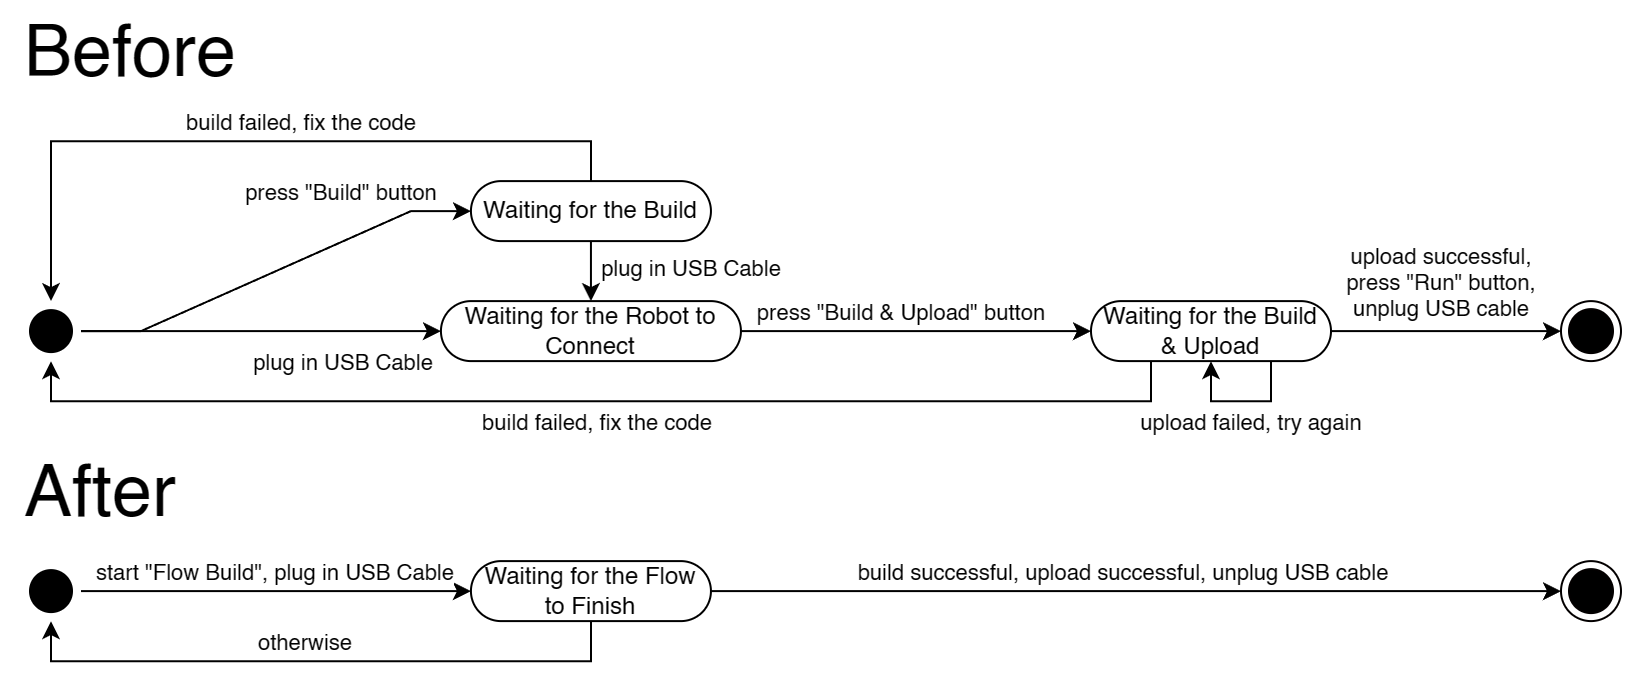 Before
build failed, fix the code
press "Build" button
Waiting for the Build
plug in USB Cable
upload successful,
press "Run" button,
unplug USB cable
Waiting for the Robot to
Connect
press "Build & Upload" button
Waiting for the Build
& Upload
plug in USB Cable
build failed, fix the code
upload failed, try again
After
start "Flow Build", plug in USB Cable
Waiting for the Flow
to Finish
build successful, upload successful, unplug USB cable
otherwise